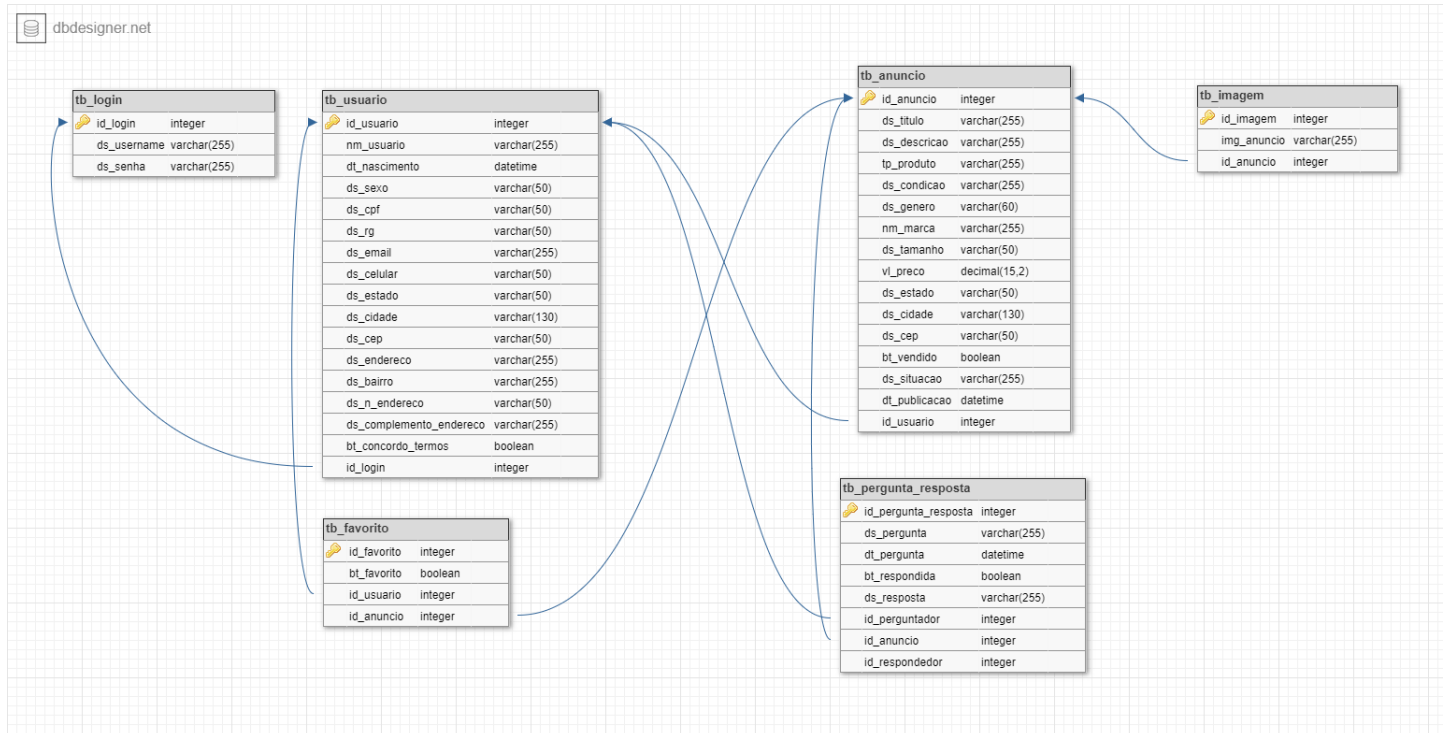 dbdesigner.net
tb_login
id_login integer
ds_username varchar(255)
ds_senha varchar(255)
tb_usuario
id_usuario integer
nm_usuario varchar(255)
dt_nascimento datetime
ds_sexo varchar(50)
ds_cpf varchar(50)
ds_rg varchar(50)
ds_email varchar(255)
ds_celular varchar(50)
ds_estado varchar(50)
ds_cidade varchar(130)
ds_cep varchar(50)
ds_endereco varchar(255)
ds_bairro varchar(255)
ds_n_endereco varchar(50)
ds_complemento_endereco varchar(255)
bt_concordo_termos boolean
id_login integer
tb_favorito
id_favorito integer
bt_favorito boolean
id_usuario integer
id_anuncio integer
tb_anuncio
id_anuncio integer
ds_titulo varchar(255)
ds_descricao varchar(255)
tp_produto varchar(255)
ds_condicao varchar(255)
ds_genero varchar(60)
nm_marca varchar(255)
ds_tamanho varchar(50)
vl_preco decimal(15,2)
ds_estado varchar(50)
ds_cidade varchar(130)
ds_cep varchar(50)
bt_vendido boolean
ds_situacao varchar(255)
dt_publicacao datetime
id_usuario integer
tb_pergunta_resposta
id_pergunta_resposta integer
ds_pergunta varchar(255)
dt_pergunta datetime
bt_respondida boolean
ds_resposta varchar(255)
id_perguntador integer
id_anuncio integer
id_respondedor integer
tb_imagem
id_imagem integer
img_anuncio varchar(255)
id_anuncio integer